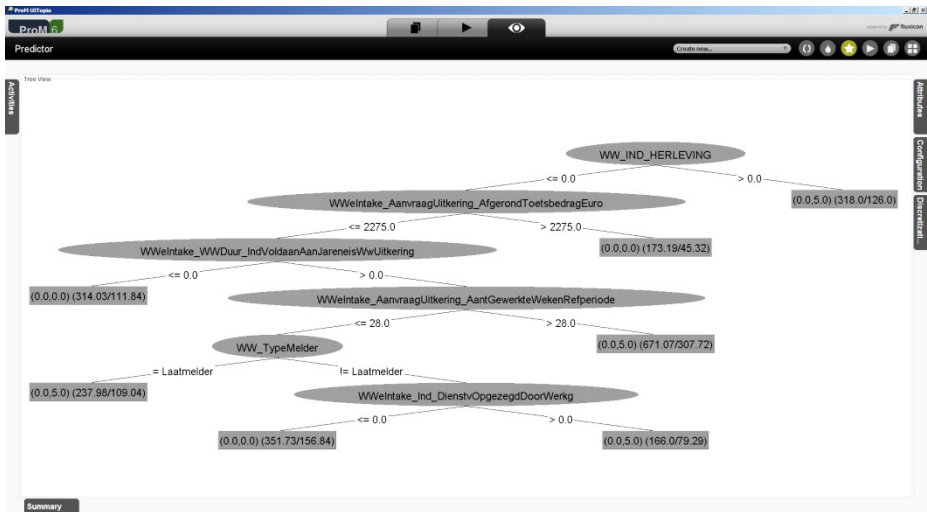 ProM UITopia
ProM 6
fluxicon
Predictor
Create new...
Tree View
Activities
Attributes
Configuration
Discretizati...
WW_IND_HERLEVING
<= 0.0
> 0.0
WWeIntake_AanvraagUitkering_AfgerondToetsbedragEuro
(0.0,5.0) (318.0/126.0)
<= 2275.0
> 2275.0
WWeIntake_WWDuur_IndVoldaanAanJareneisWwUitkering
(0.0,0.0) (173.19/45.32)
<= 0.0
> 0.0
(0.0,0.0) (314.03/111.84)
WWeIntake_AanvraagUitkering_AantGewerkteWekenRefperiode
<= 28.0
> 28.0
WW_TypeMelder
(0.0,5.0) (671.07/307.72)
= Laatmelder
!= Laatmelder
(0.0,5.0) (237.98/109.04)
WWeIntake_Ind_DienstvOpgezegdDoorWerkg
<= 0.0
> 0.0
(0.0,0.0) (351.73/156.84)
(0.0,5.0) (166.0/79.29)
Summary